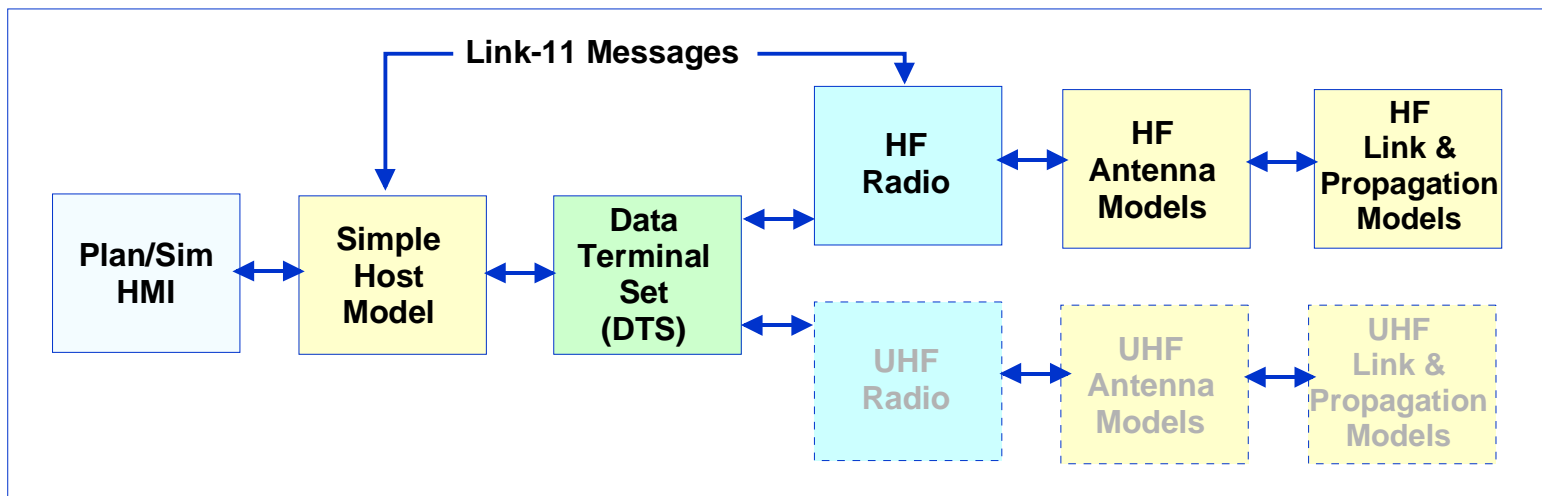 Link-11 Messages
Plan/Sim
HMI
Simple
Host
Model
Data
Terminal
Set
(DTS)
HF
Radio
HF
Antenna
Models
HF
Link &
Propagation
Models
UHF
Radio
UHF
Antenna
Models
UHF
Link &
Propagation
Models